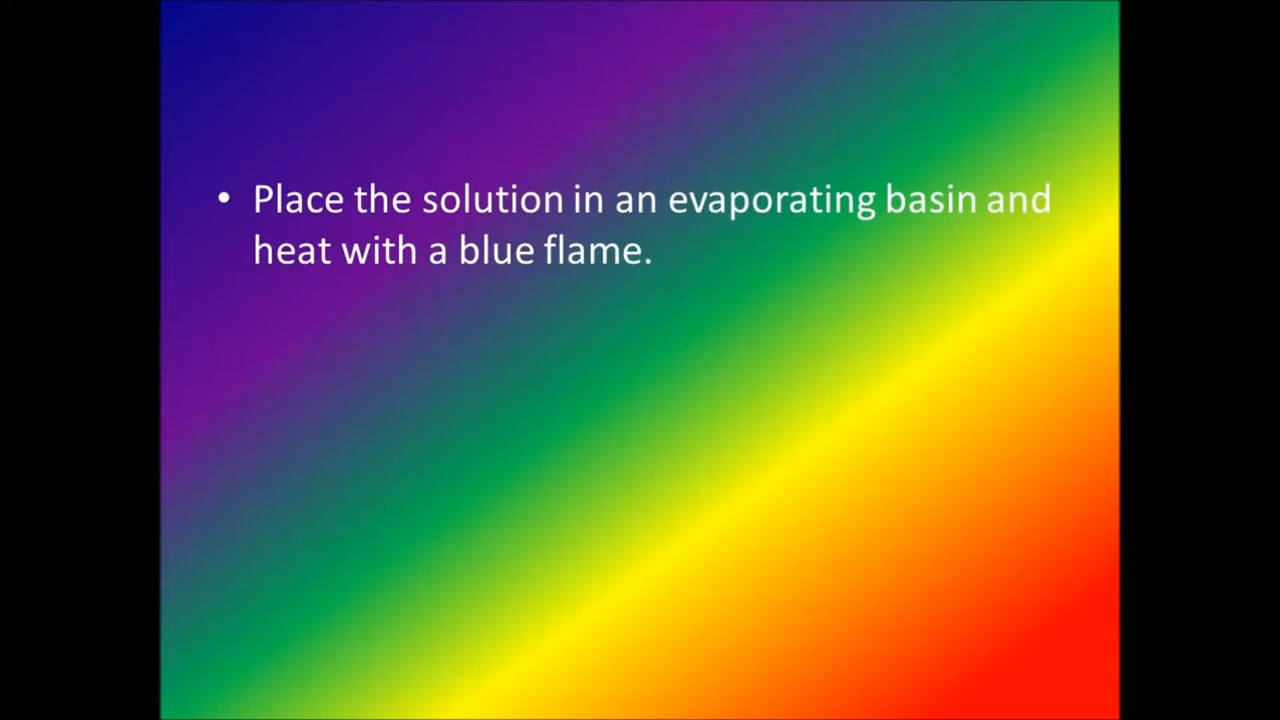 • Place the solution in an evaporating basin and
heat with a blue flame.